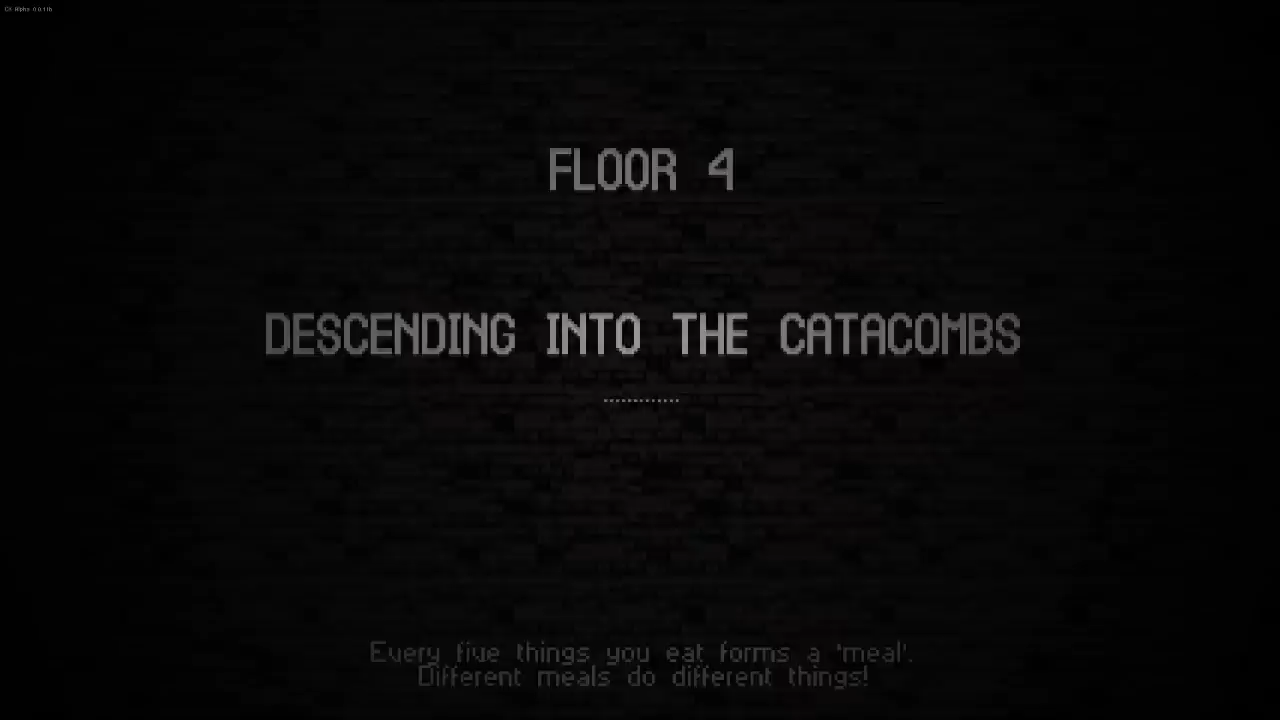 FLOOR 4
DESCENDING INTO THE CATACOMBS
Every five things you eat forms a 'meal'.
Different meals do different things!